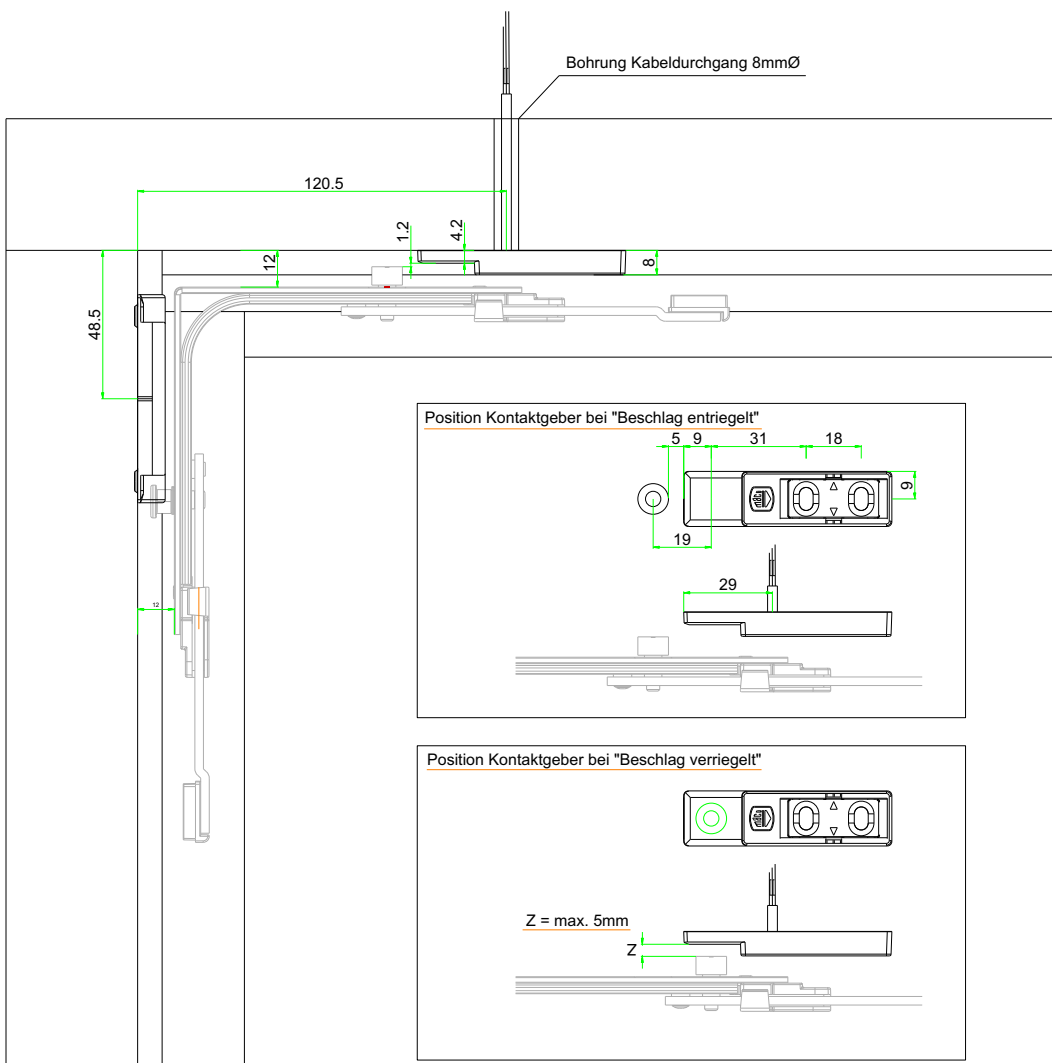 Bohrung Kabeldurchgang 8mmØ
120.5
1.2
4.2
12
8
48.5
12
Position Kontaktgeber bei "Beschlag entriegelt"
5
9
31
18
9
19
29
Position Kontaktgeber bei "Beschlag verriegelt"
Z = max. 5mm
Z